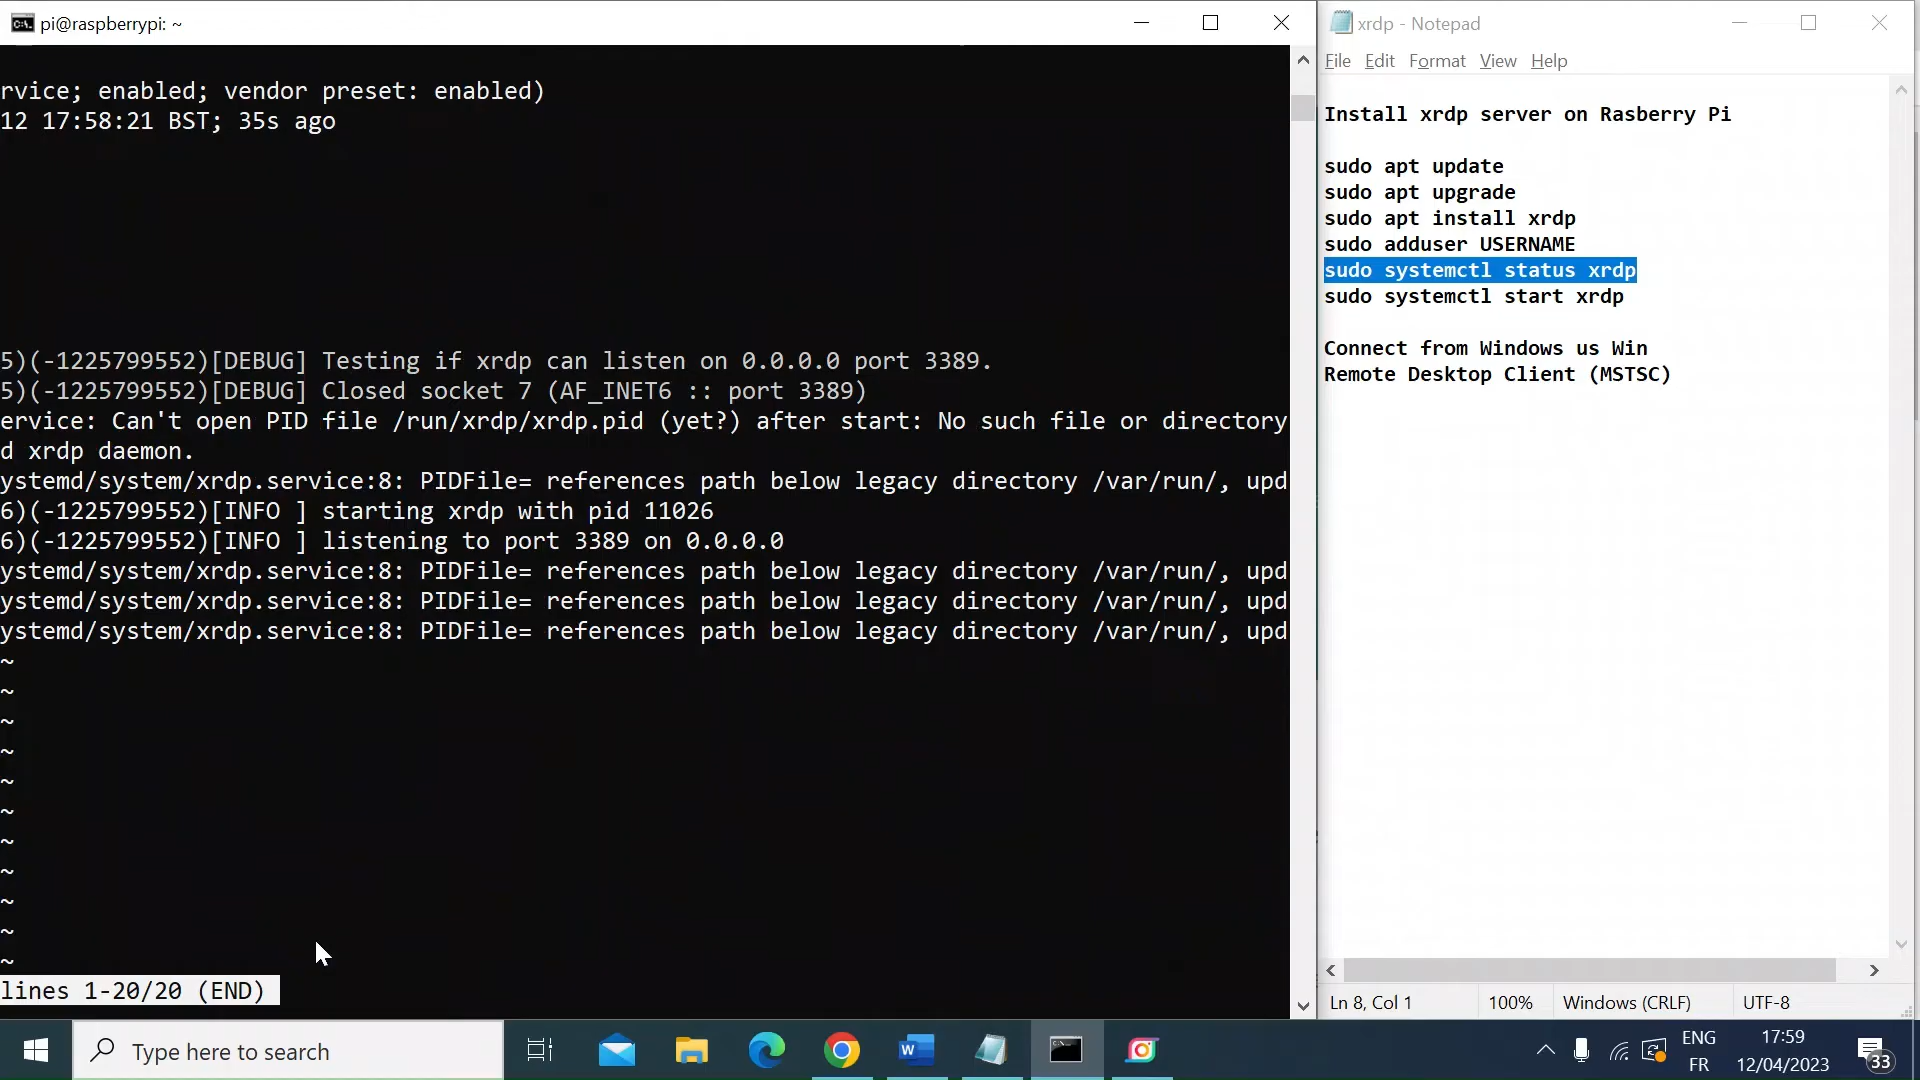 pi@raspberrypi: ~
rvice; enabled; vendor preset: enabled)
12 17:58:21 BST; 35s ago
5)(-1225799552)[DEBUG] Testing if xrdp can listen on 0.0.0.0 port 3389.
5)(-1225799552)[DEBUG] Closed socket 7 (AF_INET6 :: port 3389)
ervice: Can't open PID file /run/xrdp/xrdp.pid (yet?) after start: No such file or directory
d xrdp daemon.
ystemd/system/xrdp.service:8: PIDFile= references path below legacy directory /var/run/, upd
6)(-1225799552)[INFO ] starting xrdp with pid 11026
6)(-1225799552)[INFO ] listening to port 3389 on 0.0.0.0
ystemd/system/xrdp.service:8: PIDFile= references path below legacy directory /var/run/, upd
ystemd/system/xrdp.service:8: PIDFile= references path below legacy directory /var/run/, upd
ystemd/system/xrdp.service:8: PIDFile= references path below legacy directory /var/run/, upd
~
~
~
~
~
~
~
~
~
~
~
lines 1-20/20 (END)
xrdp - Notepad
File Edit Format View Help
Install xrdp server on Rasberry Pi
sudo apt update
sudo apt upgrade
sudo apt install xrdp
sudo adduser USERNAME
sudo systemctl status xrdp
sudo systemctl start xrdp
Connect from Windows us Win
Remote Desktop Client (MSTSC)
Ln 8, Col 1 100% Windows (CRLF) UTF-8
Type here to search
ENG
FR
17:59
12/04/2023
33